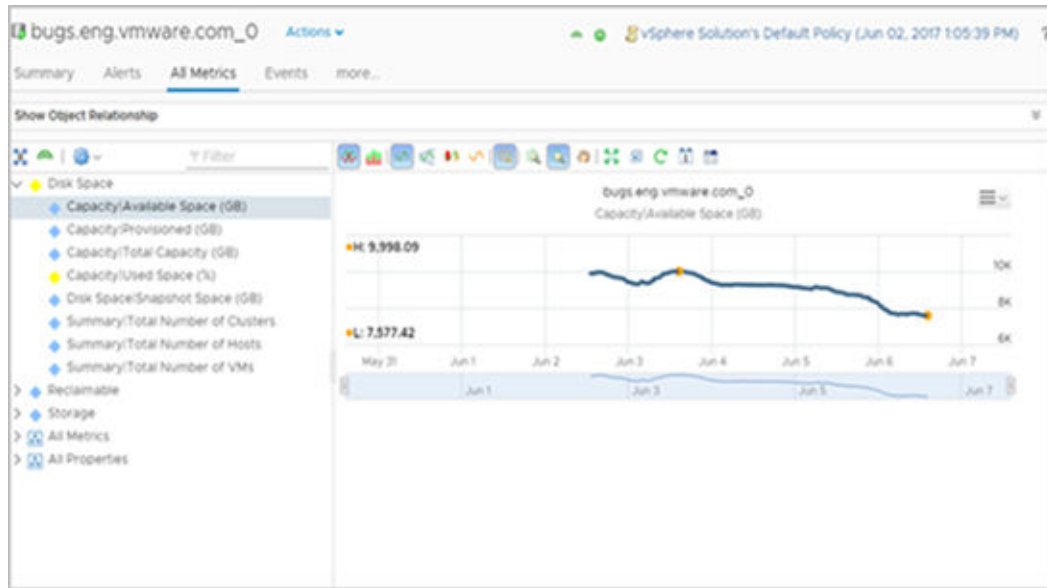 bugs.eng.vmware.com_0 Actions vSphere Solution's Default Policy (Jun 02, 2017 1:05:39 PM) ?
Summary Alerts All Metrics Events more...
Show Object Relationship
Filter
Disk Space
Capacity|Available Space (GB)
Capacity|Provisioned (GB)
Capacity|Total Capacity (GB)
Capacity|Used Space (%)
Disk Space|Snapshot Space (GB)
Summary|Total Number of Clusters
Summary|Total Number of Hosts
Summary|Total Number of VMs
Reclaimable
Storage
All Metrics
All Properties
bugs.eng.vmware.com_0
Capacity|Available Space (GB)
H: 9,998.09
10K
8K
L: 7,577.42
6K
May 31 Jun 1 Jun 2 Jun 3 Jun 4 Jun 5 Jun 6 Jun 7
Jun 1 Jun 3 Jun 5 Jun 7